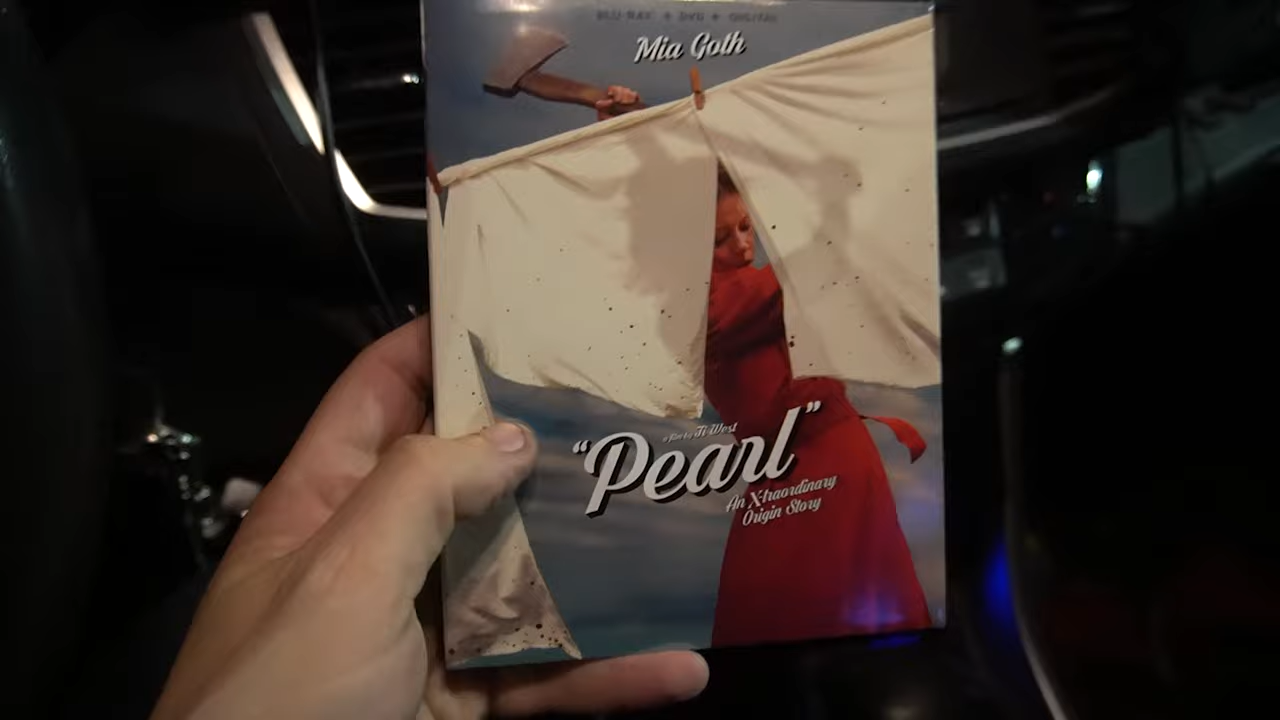 BLU-RAY + DVD + DIGITAL
Mia Goth
a film by Ti West
"Pearl"
An X-traordinary
Origin Story